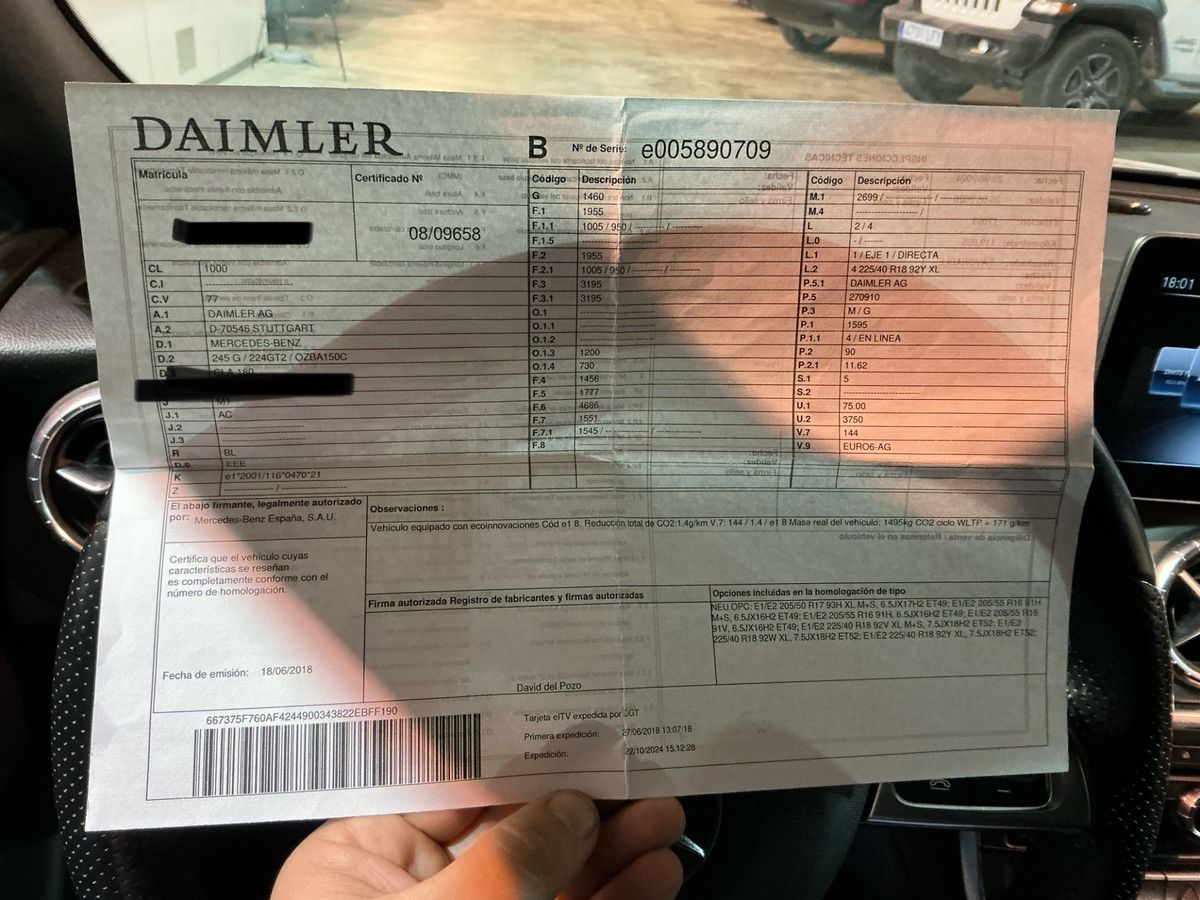 DAIMLER
B Nº de Serie: e005890709
Matrícula
Certificado Nº
08/09658
CL 1000
C.I --------------------
C.V 77
A.1 DAIMLER AG
A.2 D-70546 STUTTGART
D.1 MERCEDES-BENZ
D.2 245 G / 224GT2 / OZBA150C
CLA 180
J M1
J.1 AC
J.2 --------------------
J.3 --------------------
R BL
D.6 EEE
K e1*2001/116*0470*21
Z ------------ / ----------------
Código Descripción
G 1460
F.1 1955
F.1.1 1005 / 950 / --------- / ---------
F.1.5 --------------------
F.2 1955
F.2.1 1005 / 950 / --------- / ---------
F.3 3195
F.3.1 3195
O.1 --------------------
O.1.1 --------------------
O.1.2 --------------------
O.1.3 1200
O.1.4 730
F.4 1456
F.5 1777
F.6 4686
F.7 1551
F.7.1 1545 / --------- / --------- / ---------
F.8 --------------------
Código Descripción
M.1 2699 / ------------ / ------------
M.4 ---------------- /
L 2 / 4
L.0 - / ------
L.1 1 / EJE 1 / DIRECTA
L.2 4 225/40 R18 92Y XL
P.5.1 DAIMLER AG
P.5 270910
P.3 M / G
P.1 1595
P.1.1 4 / EN LINEA
P.2 90
P.2.1 11.62
S.1 5
S.2 --------------------
U.1 75.00
U.2 3750
V.7 144
V.9 EURO6-AG
El abajo firmante, legalmente autorizado
por: Mercedes-Benz España, S.A.U.
Certifica que el vehículo cuyas
características se reseñan
es completamente conforme con el
número de homologación.
Fecha de emisión: 18/06/2018
Observaciones :
Vehículo equipado con ecoinnovaciones Cód e1 8. Reducción total de CO2:1.4g/km V.7: 144 / 1.4 / e1 8 Masa real del vehículo: 1495kg CO2 ciclo WLTP = 171 g/km
Firma autorizada Registro de fabricantes y firmas autorizadas
David del Pozo
Opciones incluidas en la homologación de tipo
NEU.OPC: E1/E2 205/50 R17 93H XL M+S, 6.5JX17H2 ET49; E1/E2 205/55 R16 91H
M+S, 6.5JX16H2 ET49; E1/E2 205/55 R16 91H, 6.5JX16H2 ET49; E1/E2 205/55 R16
91V, 6.5JX16H2 ET49; E1/E2 225/40 R18 92V XL M+S, 7.5JX18H2 ET52; E1/E2
225/40 R18 92W XL, 7.5JX18H2 ET52; E1/E2 225/40 R18 92Y XL, 7.5JX18H2 ET52;
667375F760AF4244900343822EBFF190
Tarjeta eITV expedida por DGT
Primera expedición: 27/06/2018 13:07:18
Expedición: 22/10/2024 15.12.28
18:01